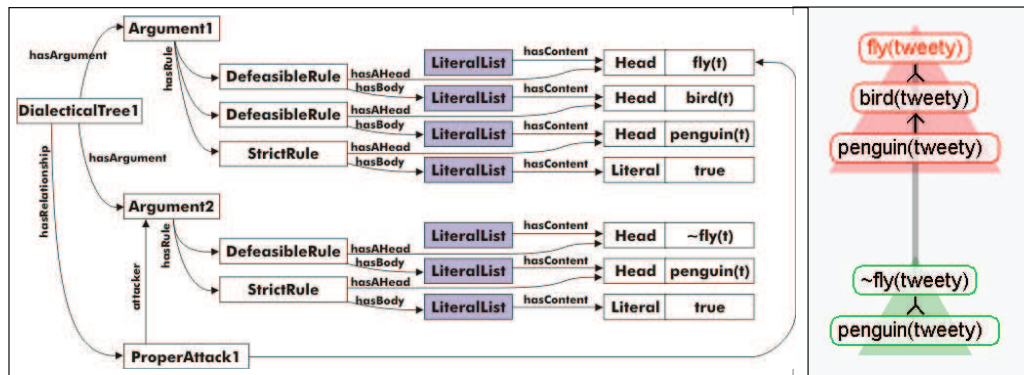 Argument1
hasArgument
hasRule
hasContent
LiteralList
Head fly(t)
DefeasibleRule
hasAHead
hasBody
hasContent
LiteralList
Head bird(t)
DialecticalTree1
DefeasibleRule
hasAHead
hasBody
hasContent
LiteralList
Head penguin(t)
StrictRule
hasAHead
hasBody
hasContent
LiteralList
Literal true
hasArgument
hasRelationship
Argument2
hasRule
attacker
hasContent
LiteralList
Head ~fly(t)
DefeasibleRule
hasAHead
hasBody
hasContent
LiteralList
Head penguin(t)
StrictRule
hasAHead
hasBody
hasContent
LiteralList
Literal true
ProperAttack1
fly(tweety)
bird(tweety)
penguin(tweety)
~fly(tweety)
penguin(tweety)